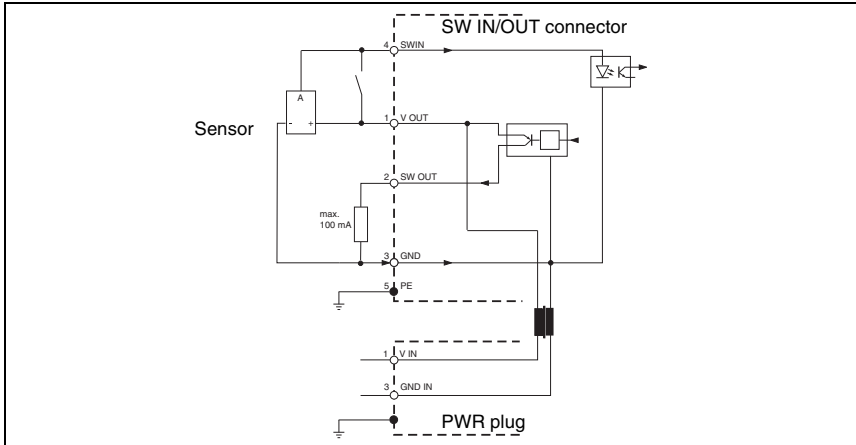 SW IN/OUT connector
4 SWIN
A
Sensor
- +
1 V OUT
2 SW OUT
max.
100 mA
3 GND
5 PE
1 V IN
3 GND IN
PWR plug